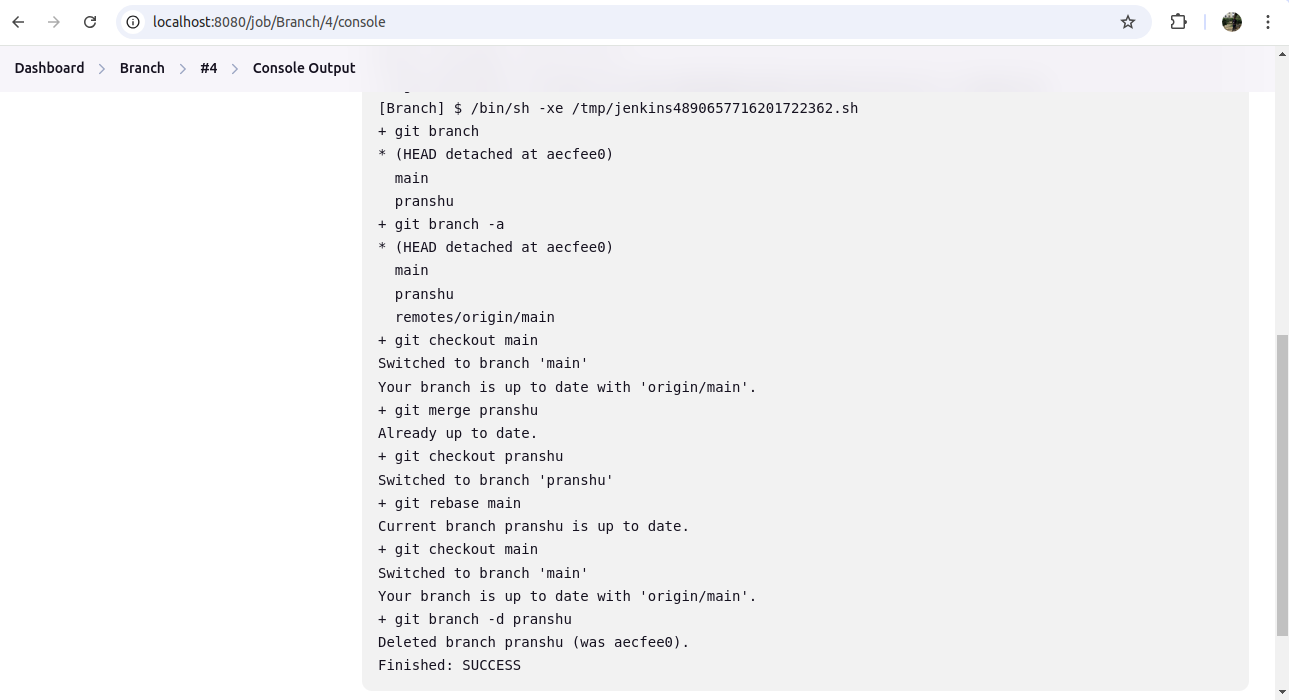 localhost:8080/job/Branch/4/console
Dashboard > Branch > #4 > Console Output
[Branch] $ /bin/sh -xe /tmp/jenkins4890657716201722362.sh
+ git branch
* (HEAD detached at aecfee0)
  main
  pranshu
+ git branch -a
* (HEAD detached at aecfee0)
  main
  pranshu
  remotes/origin/main
+ git checkout main
Switched to branch 'main'
Your branch is up to date with 'origin/main'.
+ git merge pranshu
Already up to date.
+ git checkout pranshu
Switched to branch 'pranshu'
+ git rebase main
Current branch pranshu is up to date.
+ git checkout main
Switched to branch 'main'
Your branch is up to date with 'origin/main'.
+ git branch -d pranshu
Deleted branch pranshu (was aecfee0).
Finished: SUCCESS